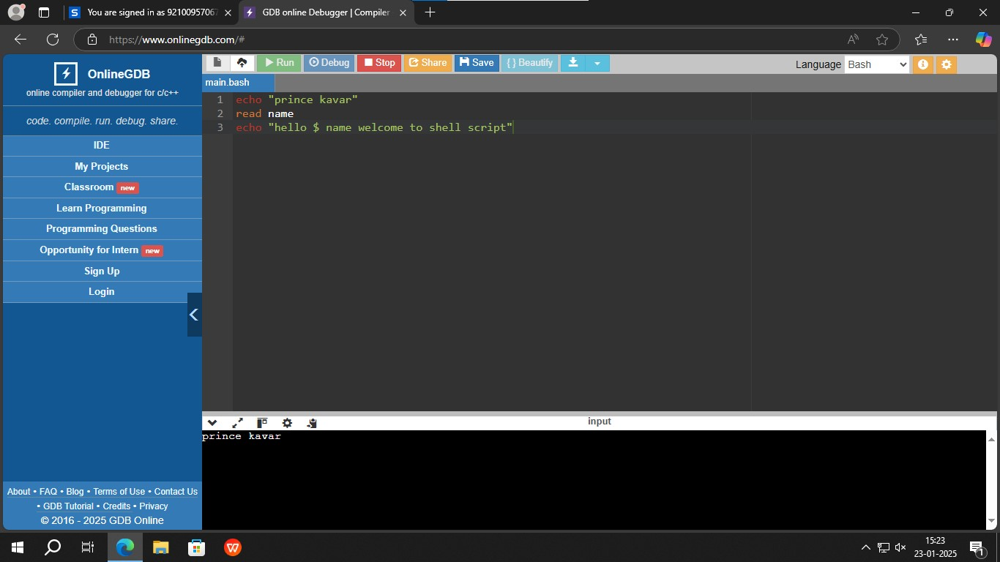 You are signed in as 92100957067
GDB online Debugger | Compiler
https://www.onlinegdb.com/#
OnlineGDB
online compiler and debugger for c/c++
code. compile. run. debug. share.
IDE
My Projects
Classroom new
Learn Programming
Programming Questions
Opportunity for Intern new
Sign Up
Login
About • FAQ • Blog • Terms of Use • Contact Us
• GDB Tutorial • Credits • Privacy
© 2016 - 2025 GDB Online
Run Debug Stop Share Save { } Beautify
Language Bash
main.bash
1 echo "prince kavar"
2 read name
3 echo "hello $ name welcome to shell script"
input
prince kavar
15:23
23-01-2025
1